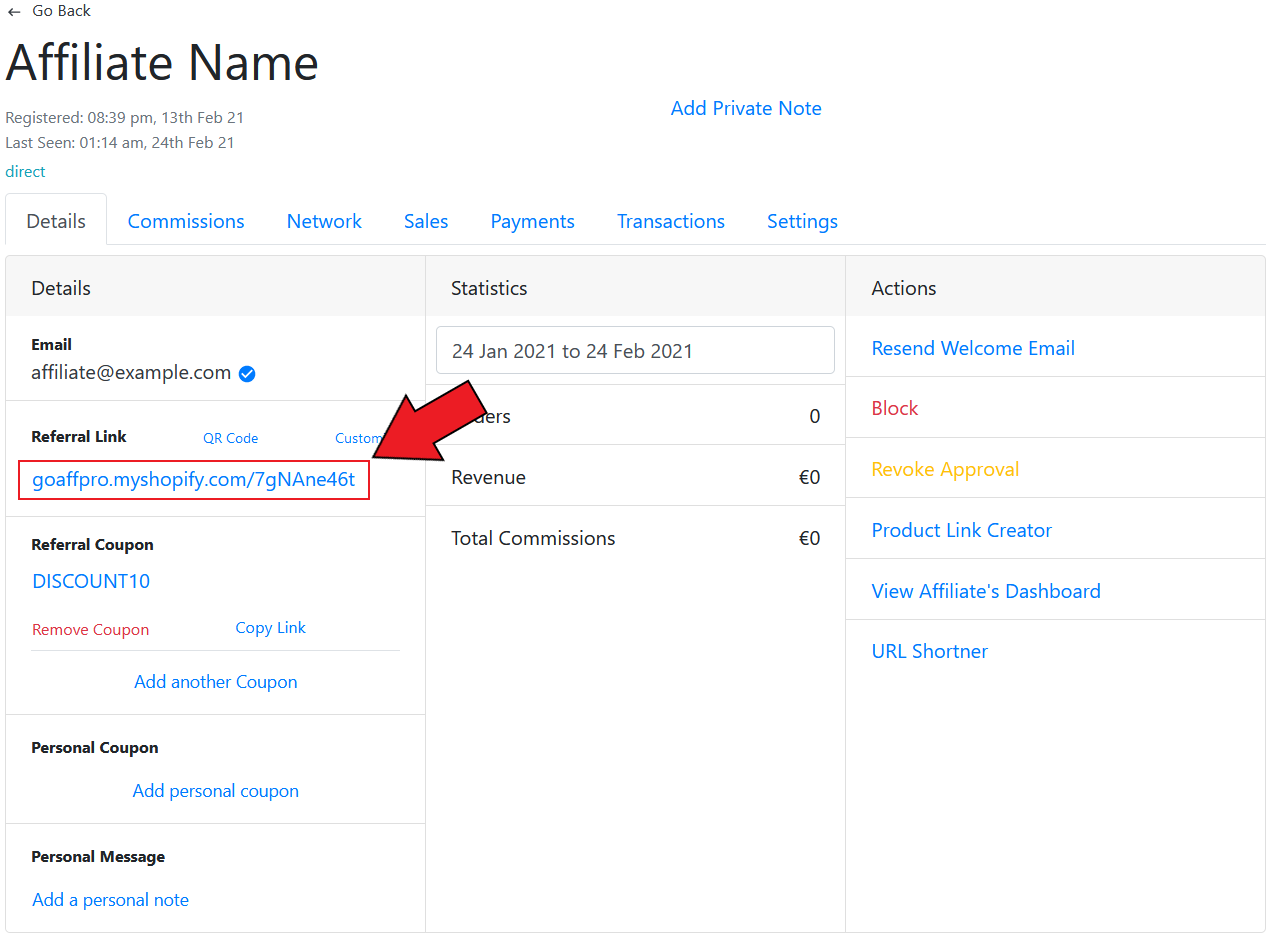 ← Go Back
Affiliate Name
Registered: 08:39 pm, 13th Feb 21
Last Seen: 01:14 am, 24th Feb 21
direct
Add Private Note
Details Commissions Network Sales Payments Transactions Settings
Details
Email
affiliate@example.com
Referral Link QR Code
goaffpro.myshopify.com/7gNAne46t
Referral Coupon
DISCOUNT10
Remove Coupon Copy Link
Add another Coupon
Personal Coupon
Add personal coupon
Personal Message
Add a personal note
Statistics
24 Jan 2021 to 24 Feb 2021
0
Revenue €0
Total Commissions €0
Actions
Resend Welcome Email
Block
Revoke Approval
Product Link Creator
View Affiliate's Dashboard
URL Shortner